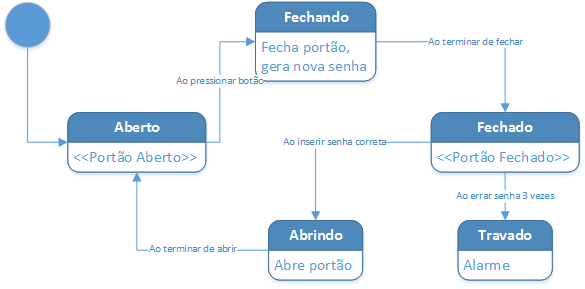 Fechando
Fecha portão,
gera nova senha
Ao terminar de fechar
Ao pressionar botão
Aberto
<<Portão Aberto>>
Fechado
<<Portão Fechado>>
Ao inserir senha correta
Ao errar senha 3 vezes
Abrindo
Abre portão
Travado
Alarme
Ao terminar de abrir